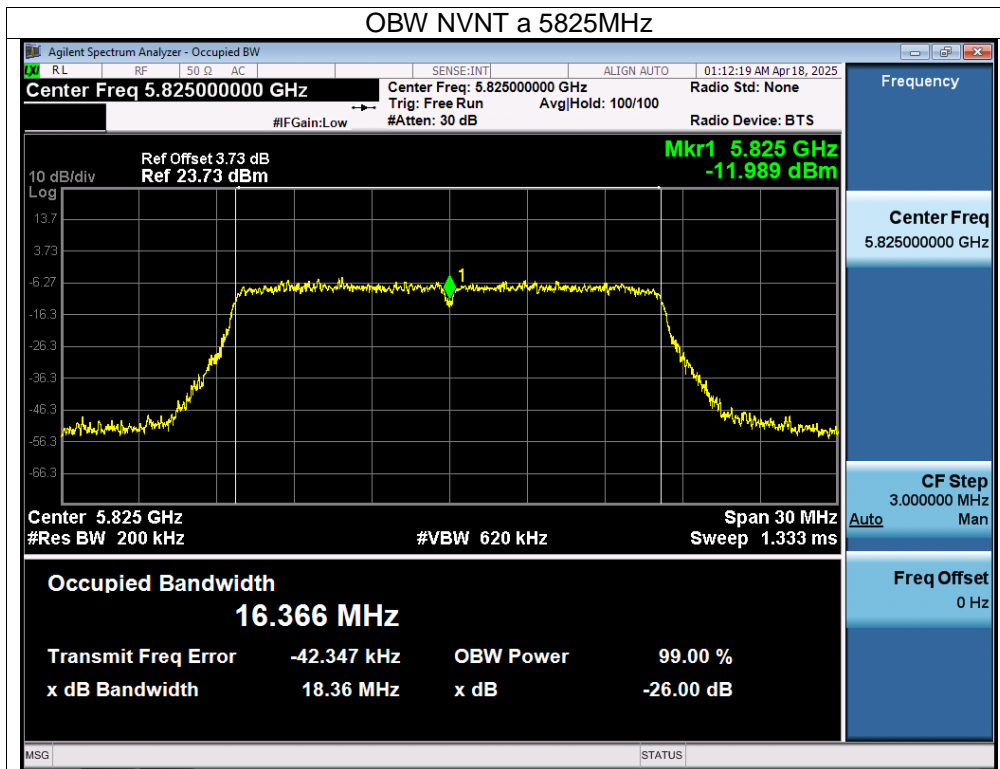 OBW NVNT a 5825MHz
Agilent Spectrum Analyzer - Occupied BW
LXI RL RF 50 Ω AC SENSE:INT ALIGN AUTO 01:12:19 AM Apr 18, 2025
Center Freq 5.825000000 GHz
Center Freq: 5.825000000 GHz
Radio Std: None
Trig: Free Run Avg|Hold: 100/100
#IFGain:Low
#Atten: 30 dB
Radio Device: BTS
Frequency
Ref Offset 3.73 dB
10 dB/div Ref 23.73 dBm
Mkr1 5.825 GHz
-11.989 dBm
Log
13.7
3.73
-6.27
-16.3
-26.3
-36.3
-46.3
-56.3
-66.3
1
Center 5.825 GHz Span 30 MHz
#Res BW 200 kHz #VBW 620 kHz Sweep 1.333 ms
Occupied Bandwidth
16.366 MHz
Transmit Freq Error -42.347 kHz OBW Power 99.00 %
x dB Bandwidth 18.36 MHz x dB -26.00 dB
Center Freq
5.825000000 GHz
CF Step
3.000000 MHz
Auto Man
Freq Offset
0 Hz
MSG STATUS